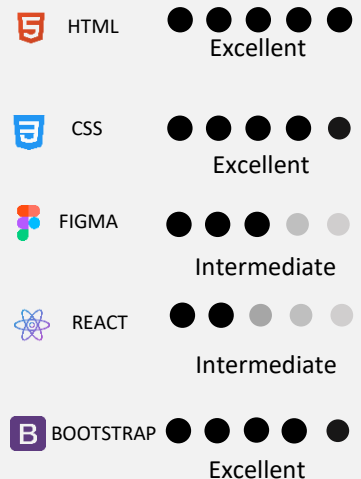 HTML
Excellent
CSS
Excellent
FIGMA
Intermediate
REACT
Intermediate
B BOOTSTRAP
Excellent